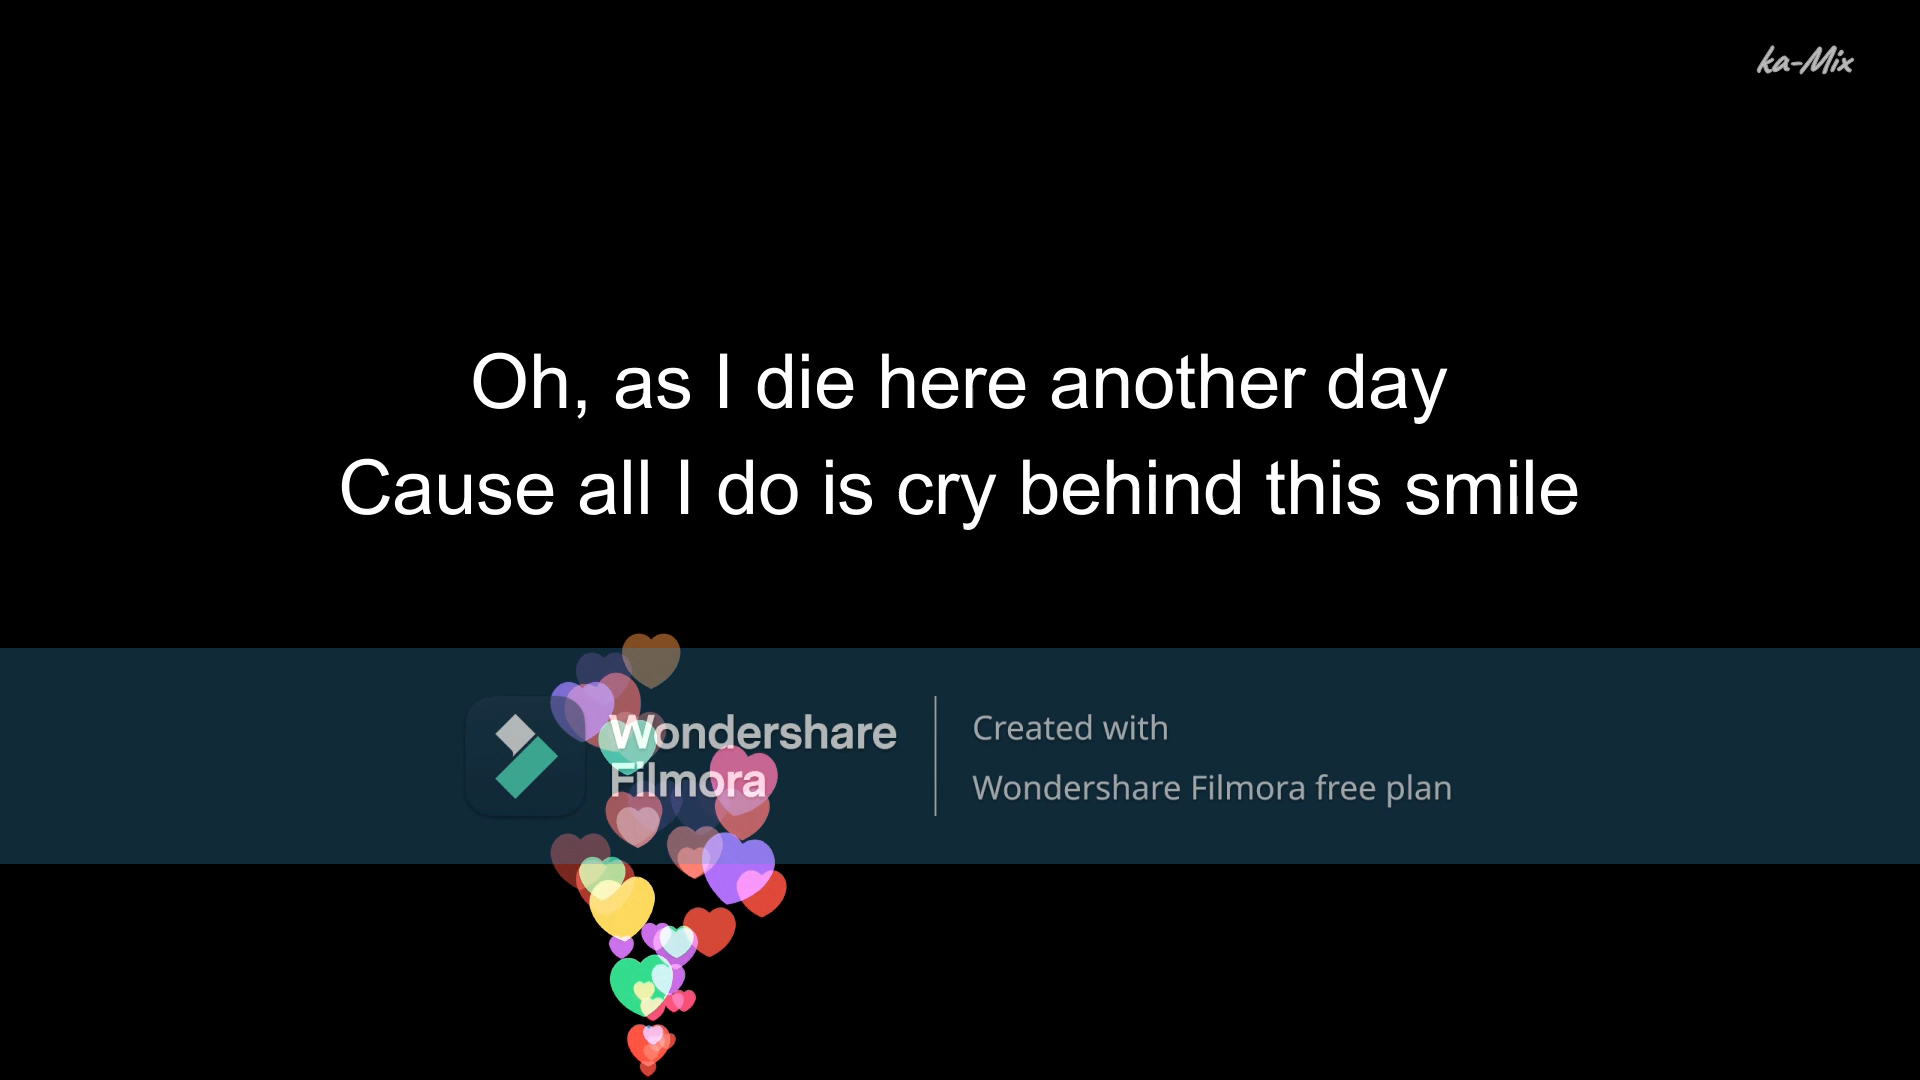 ka-Mix
Oh, as I die here another day
Cause all I do is cry behind this smile
Wondershare
Filmora
Created with
Wondershare Filmora free plan